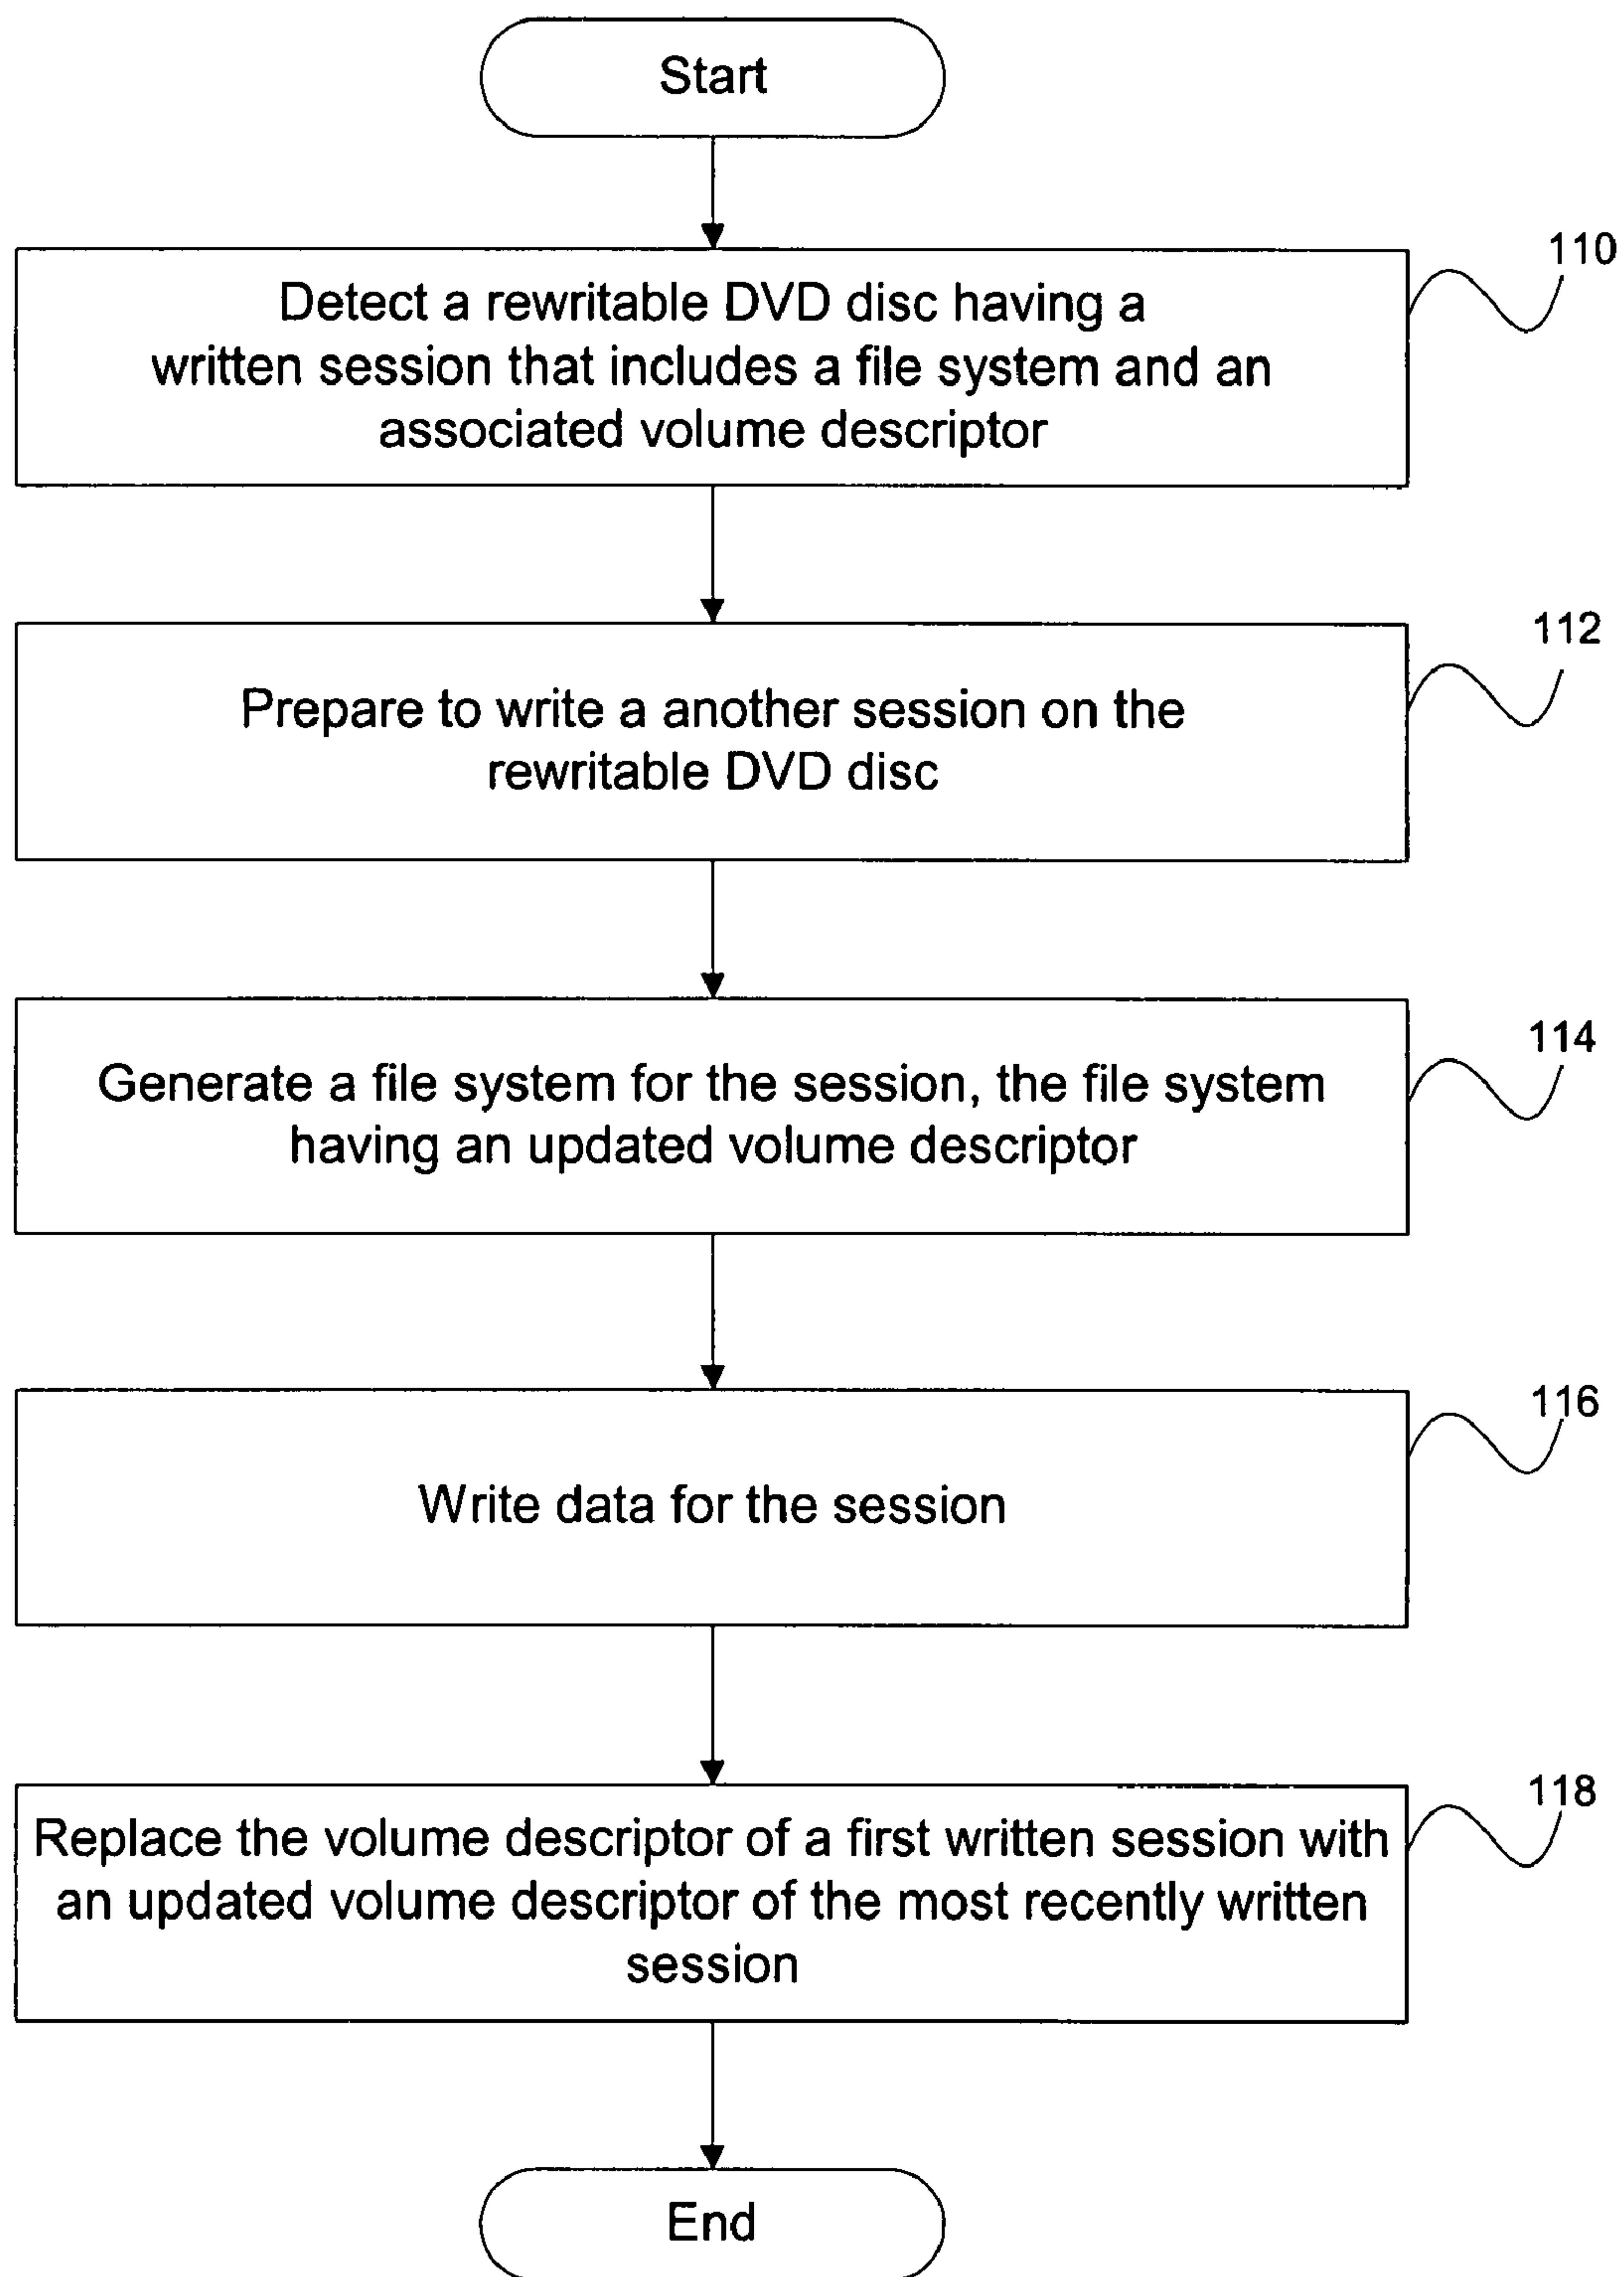 Start
110
Detect a rewritable DVD disc having a
written session that includes a file system and an
associated volume descriptor
112
Prepare to write a another session on the
rewritable DVD disc
114
Generate a file system for the session, the file system
having an updated volume descriptor
116
Write data for the session
118
Replace the volume descriptor of a first written session with
an updated volume descriptor of the most recently written
session
End